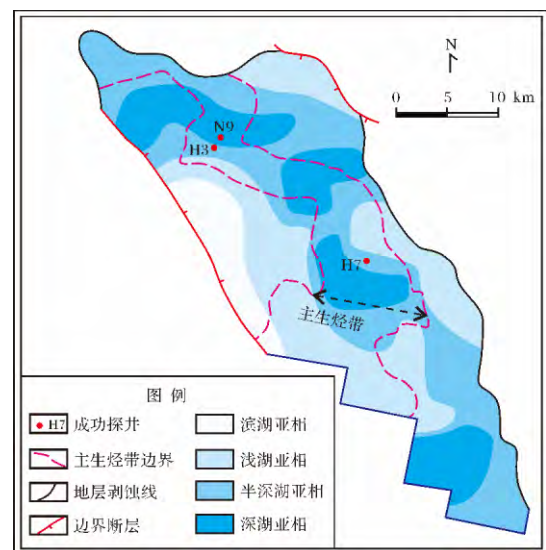 N
0 5 10 km
N9
H3
H7
主生烃带
图 例
H7 成功探井
主生烃带边界
地层剥蚀线
边界断层
滨湖亚相
浅湖亚相
半深湖亚相
深湖亚相